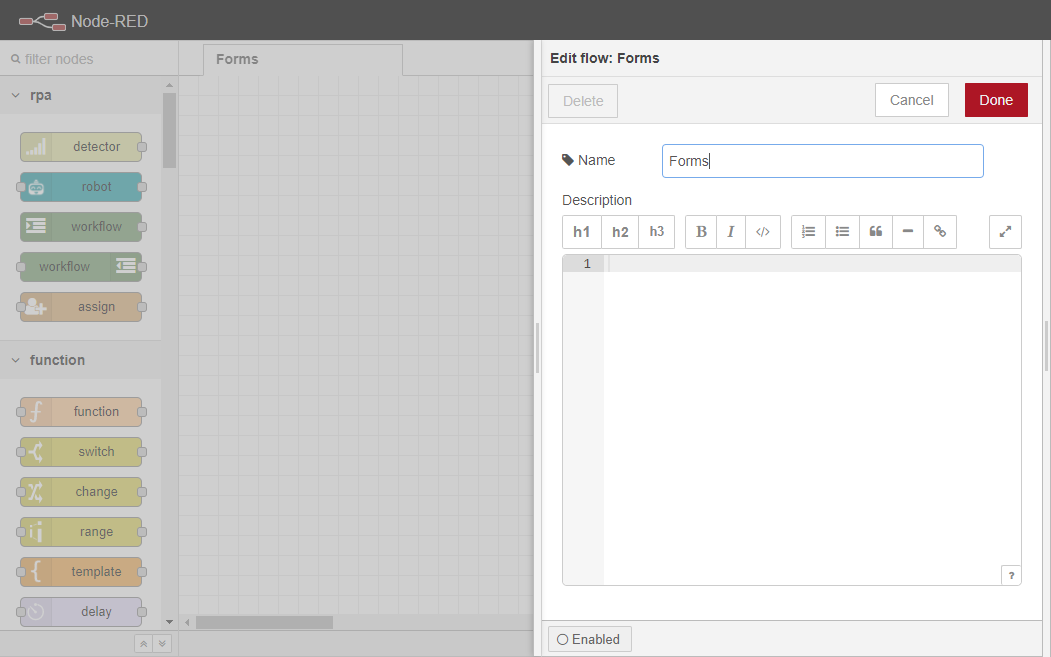 Node-RED
filter nodes
Forms
Edit flow: Forms
Delete
Cancel
Done
rpa
detector
robot
workflow
workflow
assign
function
function
switch
change
range
template
delay
Name
Forms
Description
h1
h2
h3
B
I
</>
1
?
Enabled